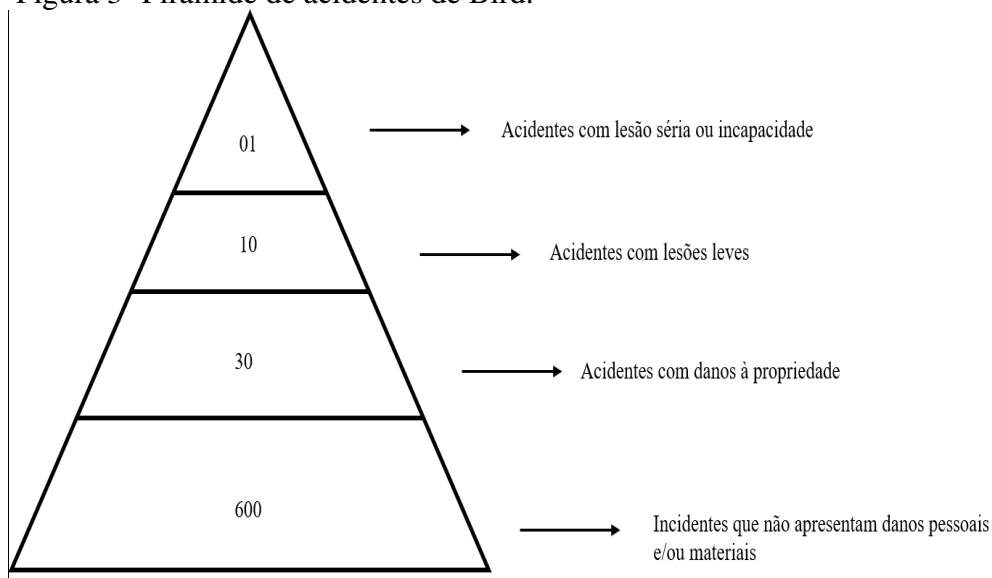 Figura 3- Pirâmide de acidentes de Bird.
01
Acidentes com lesão séria ou incapacidade
10
Acidentes com lesões leves
30
Acidentes com danos à propriedade
600
Incidentes que não apresentam danos pessoais
e/ou materiais